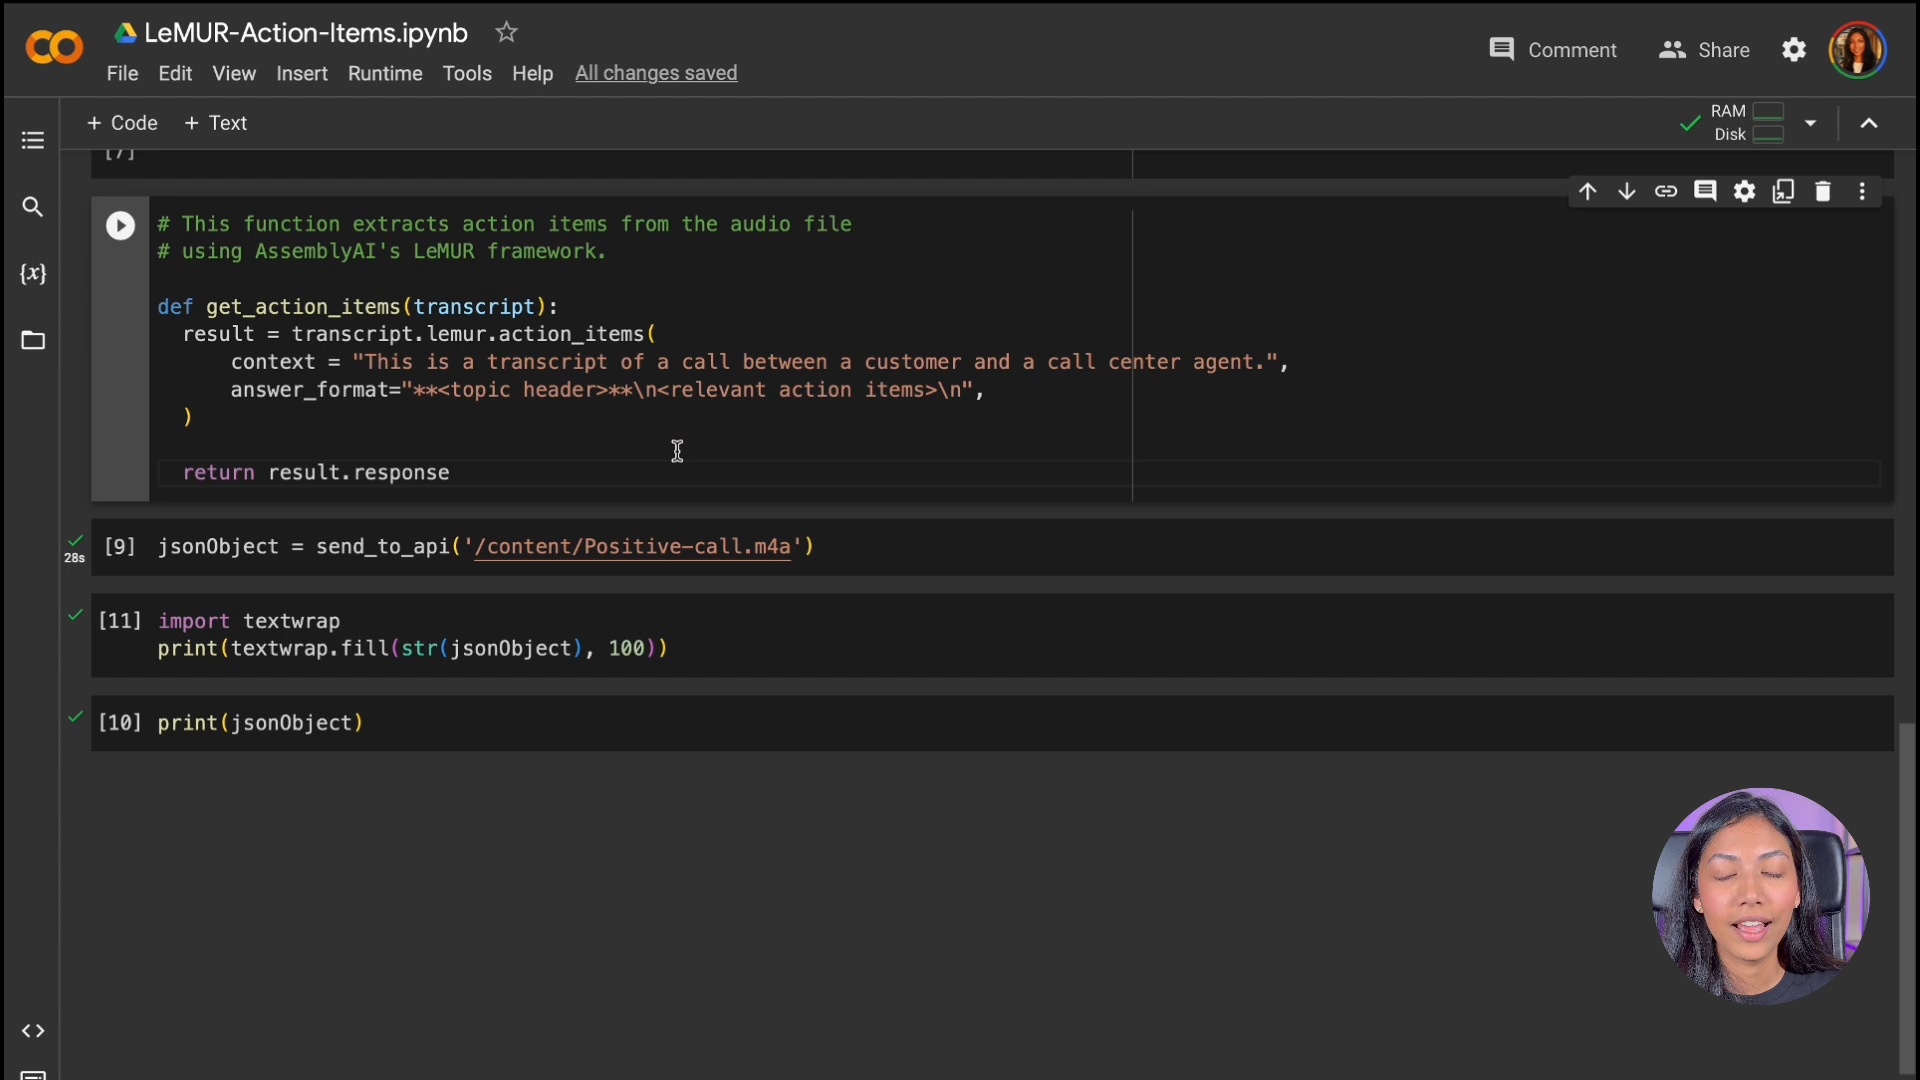 LeMUR-Action-Items.ipynb
File Edit View Insert Runtime Tools Help All changes saved
Comment Share
+ Code + Text
RAM
Disk
[7]
# This function extracts action items from the audio file
# using AssemblyAI's LeMUR framework.
def get_action_items(transcript):
result = transcript.lemur.action_items(
context = "This is a transcript of a call between a customer and a call center agent.",
answer_format="**<topic header>**\n<relevant action items>\n",
)
return result.response
28s
[9] jsonObject = send_to_api('/content/Positive-call.m4a')
[11] import textwrap
print(textwrap.fill(str(jsonObject), 100))
[10] print(jsonObject)